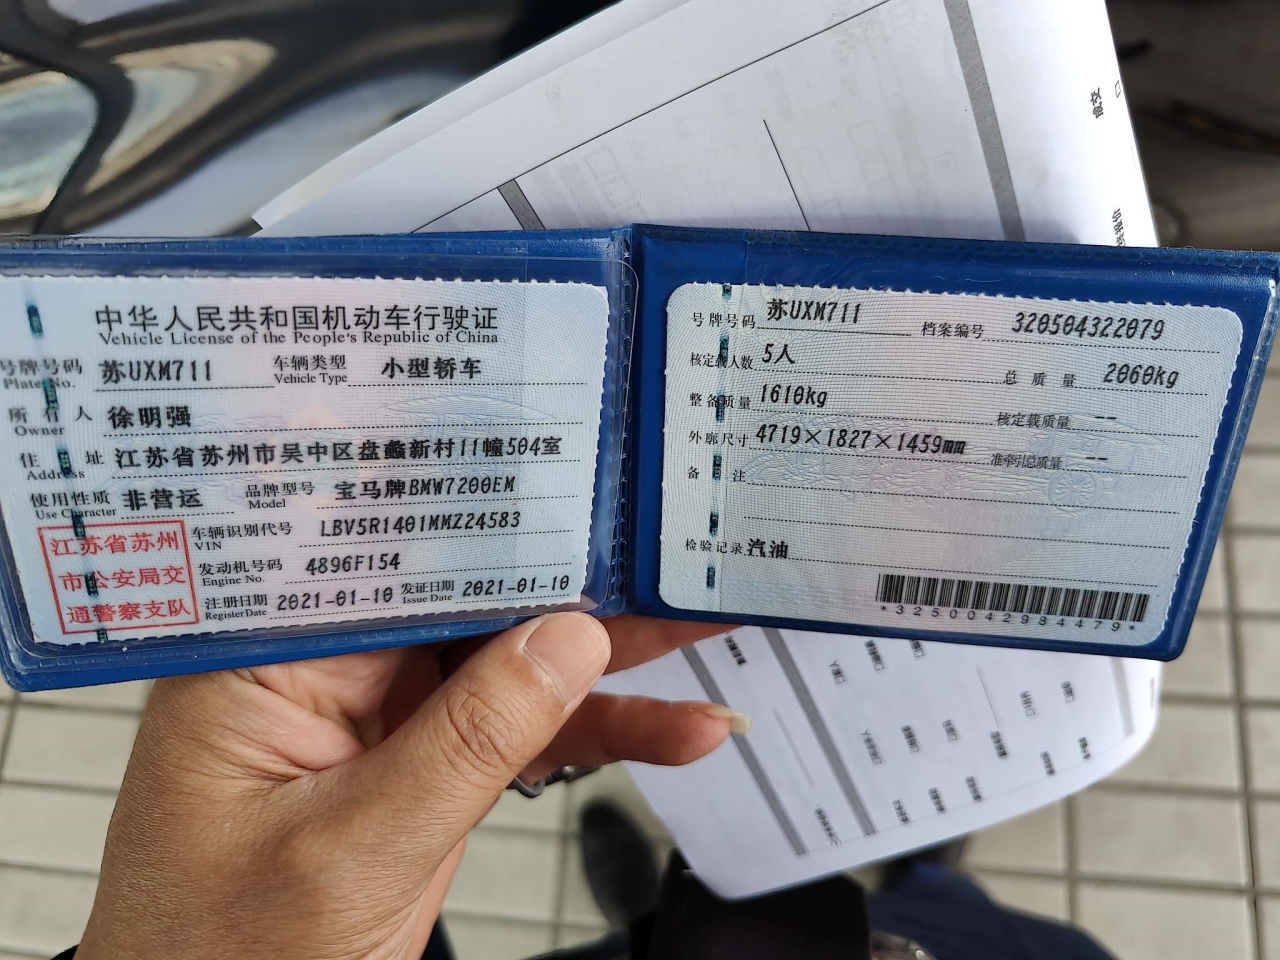 中华人民共和国机动车行驶证
Vehicle License of the People's Republic of China
号牌号码 苏UXM711 车辆类型 小型轿车
Plate No. Vehicle Type
所有人 徐明强
Owner
住址 江苏省苏州市吴中区盘蠡新村11幢504室
Address
使用性质 非营运 品牌型号 宝马牌BMW7200EM
Use Character Model
江苏省苏州
市公安局交
通警察支队
车辆识别代号 LBV5R1401MMZ24583
VIN
发动机号码 4896F154
Engine No.
注册日期 2021-01-10 发证日期 2021-01-10
Register Date Issue Date
号牌号码 苏UXM711 档案编号 320504322079
核定载人数 5人 总质量 2060kg
整备质量 1610kg 核定载质量 --
外廓尺寸 4719×1827×1459mm 准牵引总质量 --
备注
检验记录 汽油
*3250042984479*